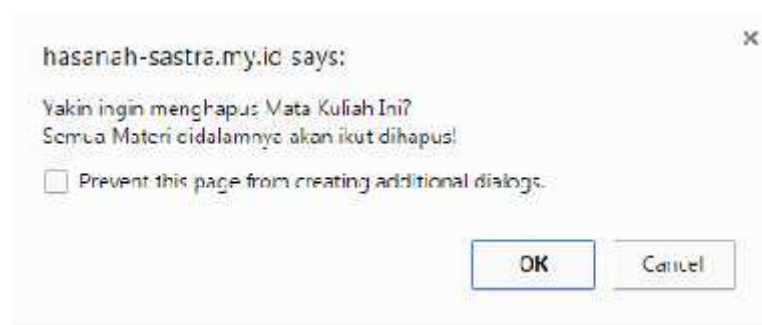 hasanah-sastra.my.id says:
Yakin ingin menghapus Mata Kuliah Ini?
Semua Materi didalamnya akan ikut dihapus!
Prevent this page from creating additional dialogs.
OK
Cancel